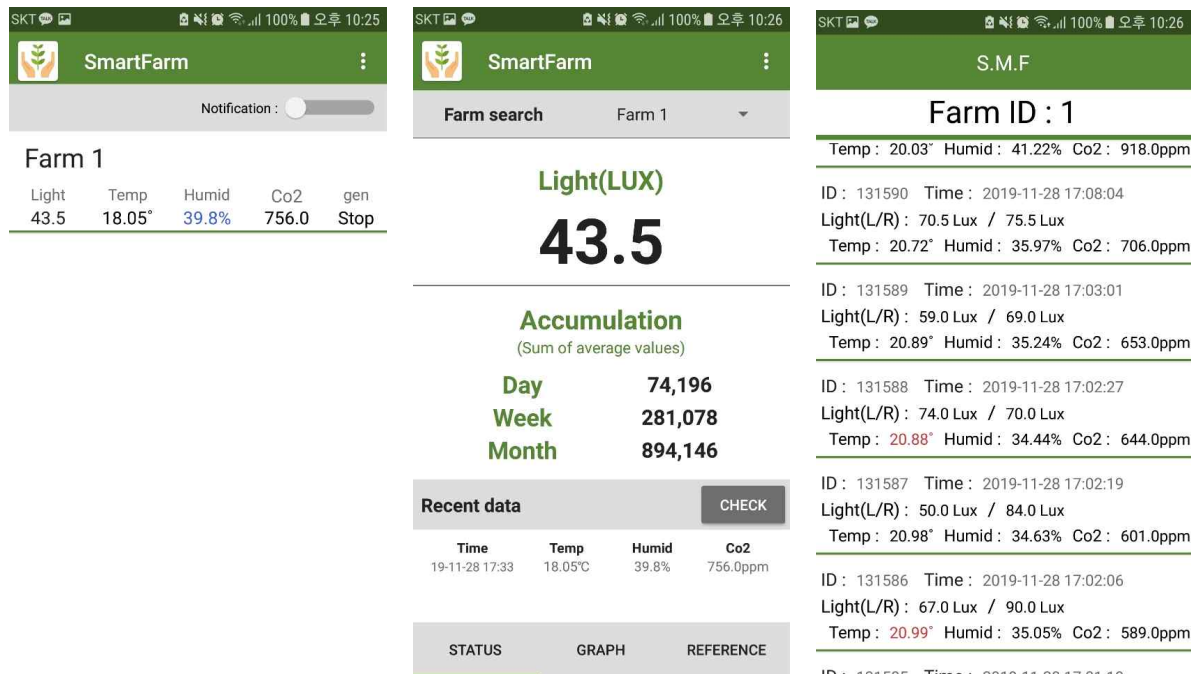 SKT 100% 오후 10:25
SmartFarm
Notification :
Farm 1
Light Temp Humid Co2 gen
43.5 18.05° 39.8% 756.0 Stop
SKT 100% 오후 10:26
SmartFarm
Farm search Farm 1
Light(LUX)
43.5
Accumulation
(Sum of average values)
Day 74,196
Week 281,078
Month 894,146
Recent data CHECK
Time Temp Humid Co2
19-11-28 17:33 18.05℃ 39.8% 756.0ppm
STATUS GRAPH REFERENCE
SKT 100% 오후 10:26
S.M.F
Farm ID : 1
Temp : 20.03° Humid : 41.22% Co2 : 918.0ppm
ID : 131590 Time : 2019-11-28 17:08:04
Light(L/R) : 70.5 Lux / 75.5 Lux
Temp : 20.72° Humid : 35.97% Co2 : 706.0ppm
ID : 131589 Time : 2019-11-28 17:03:01
Light(L/R) : 59.0 Lux / 69.0 Lux
Temp : 20.89° Humid : 35.24% Co2 : 653.0ppm
ID : 131588 Time : 2019-11-28 17:02:27
Light(L/R) : 74.0 Lux / 70.0 Lux
Temp : 20.88° Humid : 34.44% Co2 : 644.0ppm
ID : 131587 Time : 2019-11-28 17:02:19
Light(L/R) : 50.0 Lux / 84.0 Lux
Temp : 20.98° Humid : 34.63% Co2 : 601.0ppm
ID : 131586 Time : 2019-11-28 17:02:06
Light(L/R) : 67.0 Lux / 90.0 Lux
Temp : 20.99° Humid : 35.05% Co2 : 589.0ppm